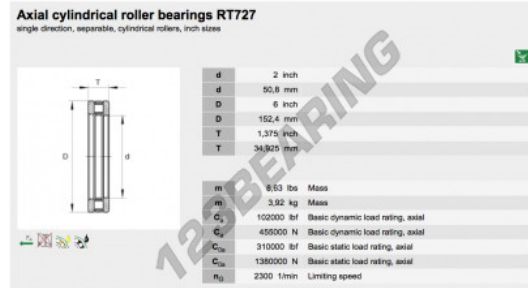 Axial cylindrical roller bearings RT727
single direction, separable, cylindrical rollers, inch sizes
T
D
d
d 2 inch
d 50,8 mm
D 6 inch
D 152,4 mm
T 1,375 inch
T 34,925 mm
m 8,63 lbs Mass
m 3,92 kg Mass
Ca 102000 lbf Basic dynamic load rating, axial
Ca 455000 N Basic dynamic load rating, axial
C0a 310000 lbf Basic static load rating, axial
C0a 1380000 N Basic static load rating, axial
nG 2300 1/min Limiting speed
123BEARING